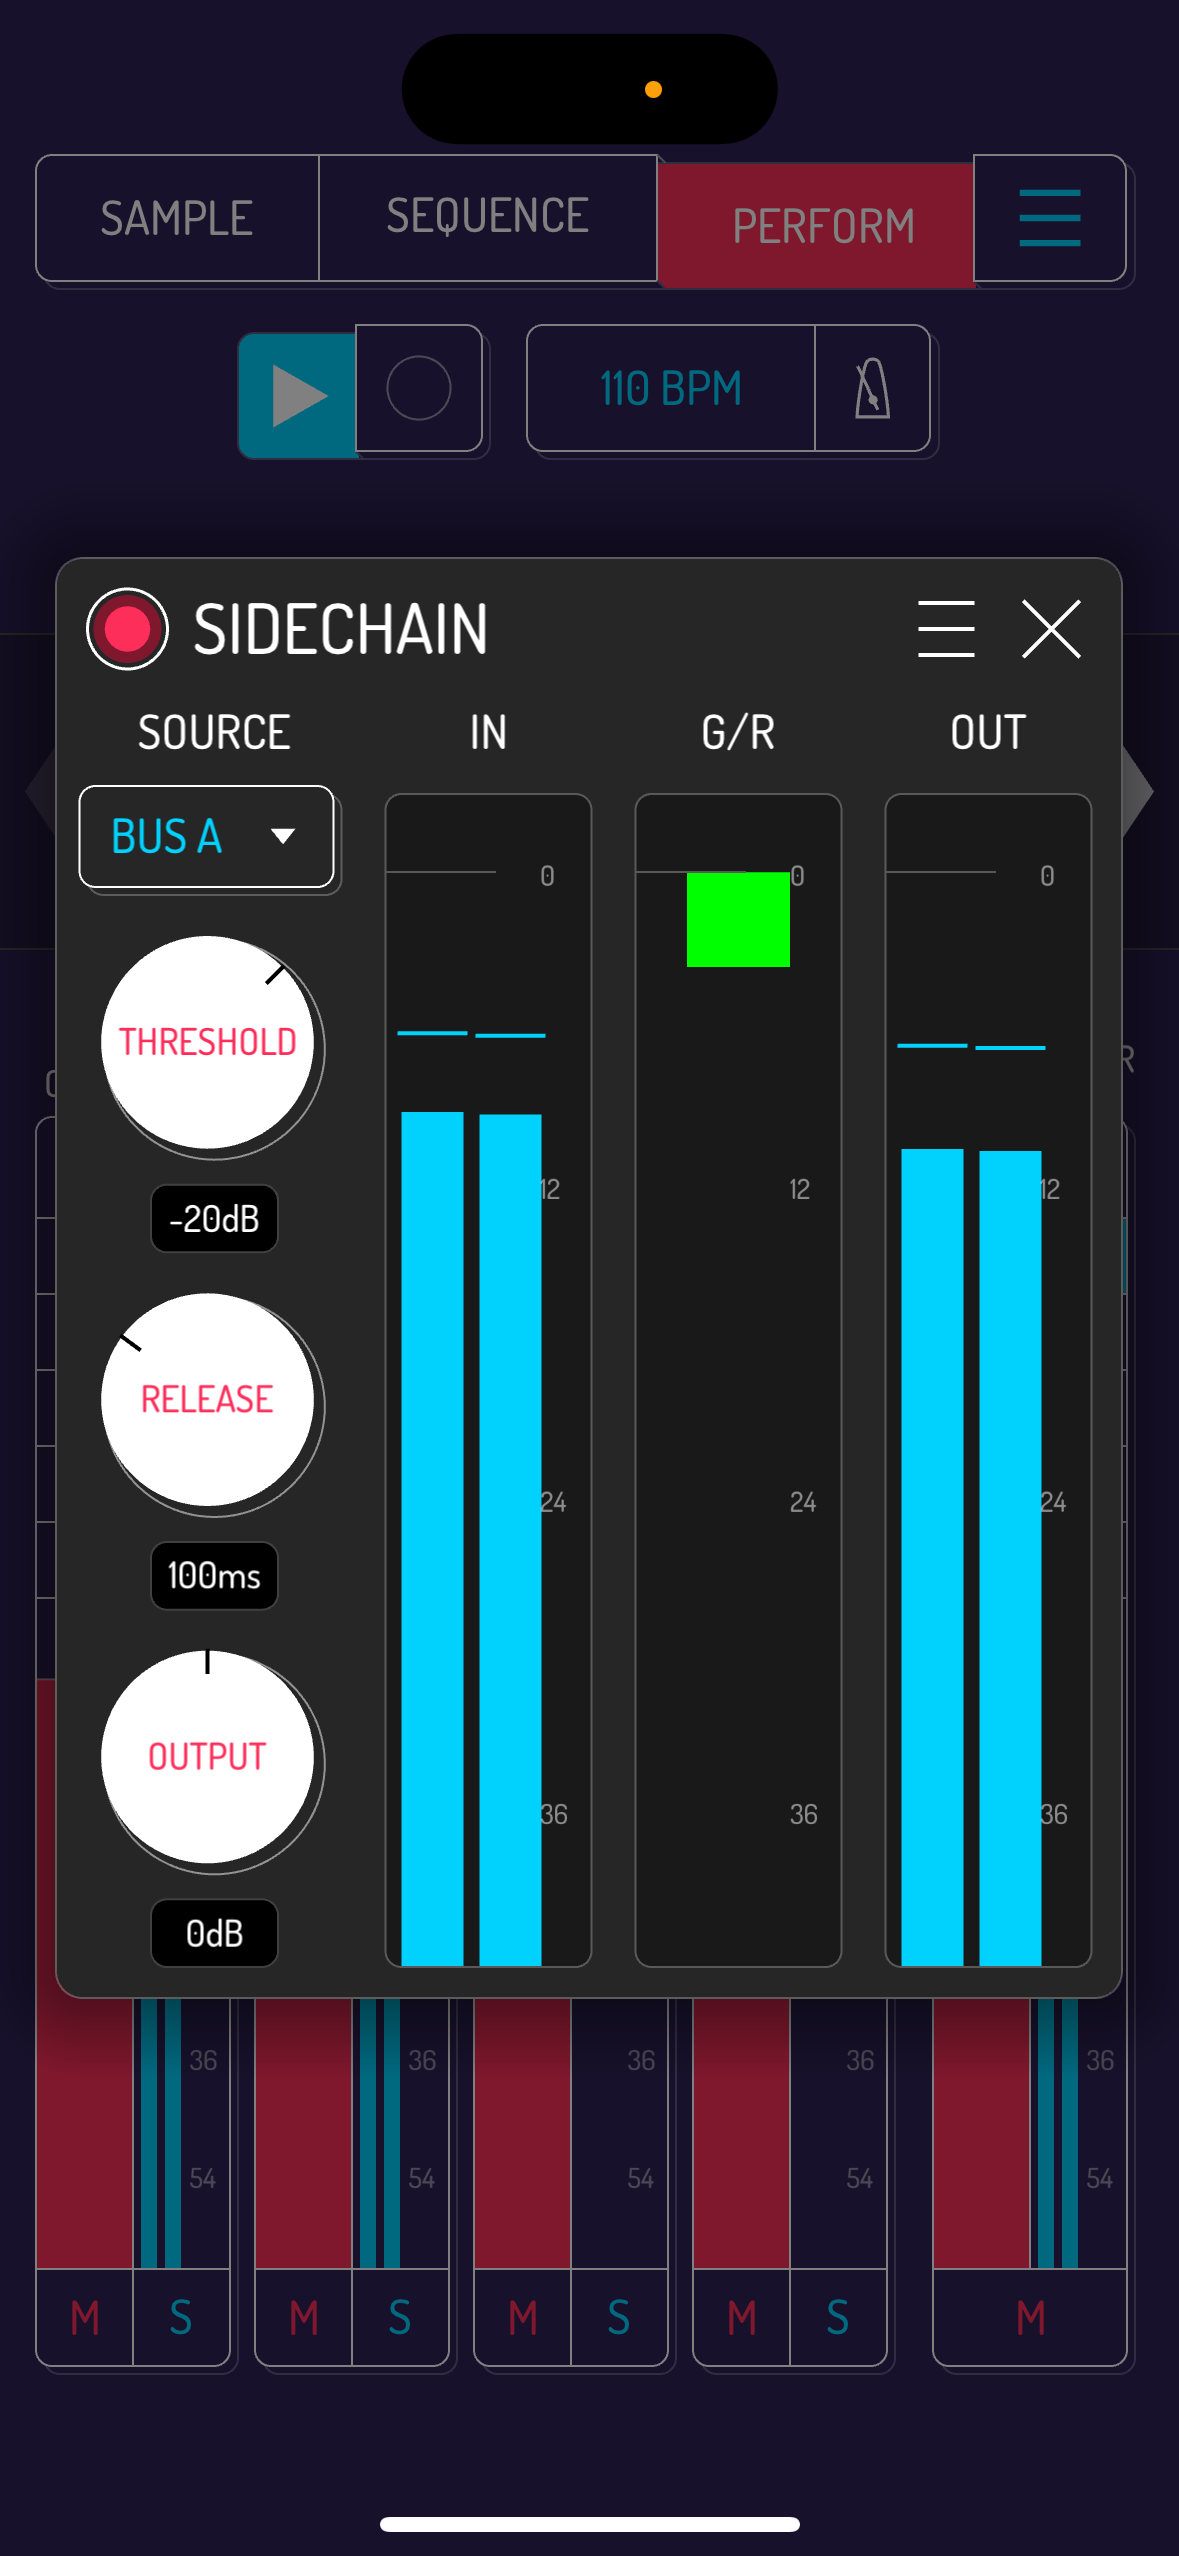 SAMPLE
SEQUENCE
PERFORM
110 BPM
SIDECHAIN
SOURCE
IN
G/R
OUT
BUS A
0
0
0
THRESHOLD
R
12
12
12
-20dB
RELEASE
24
24
24
100ms
OUTPUT
36
36
36
0dB
36
36
36
36
36
54
54
54
54
54
M
S
M
S
M
S
M
S
M